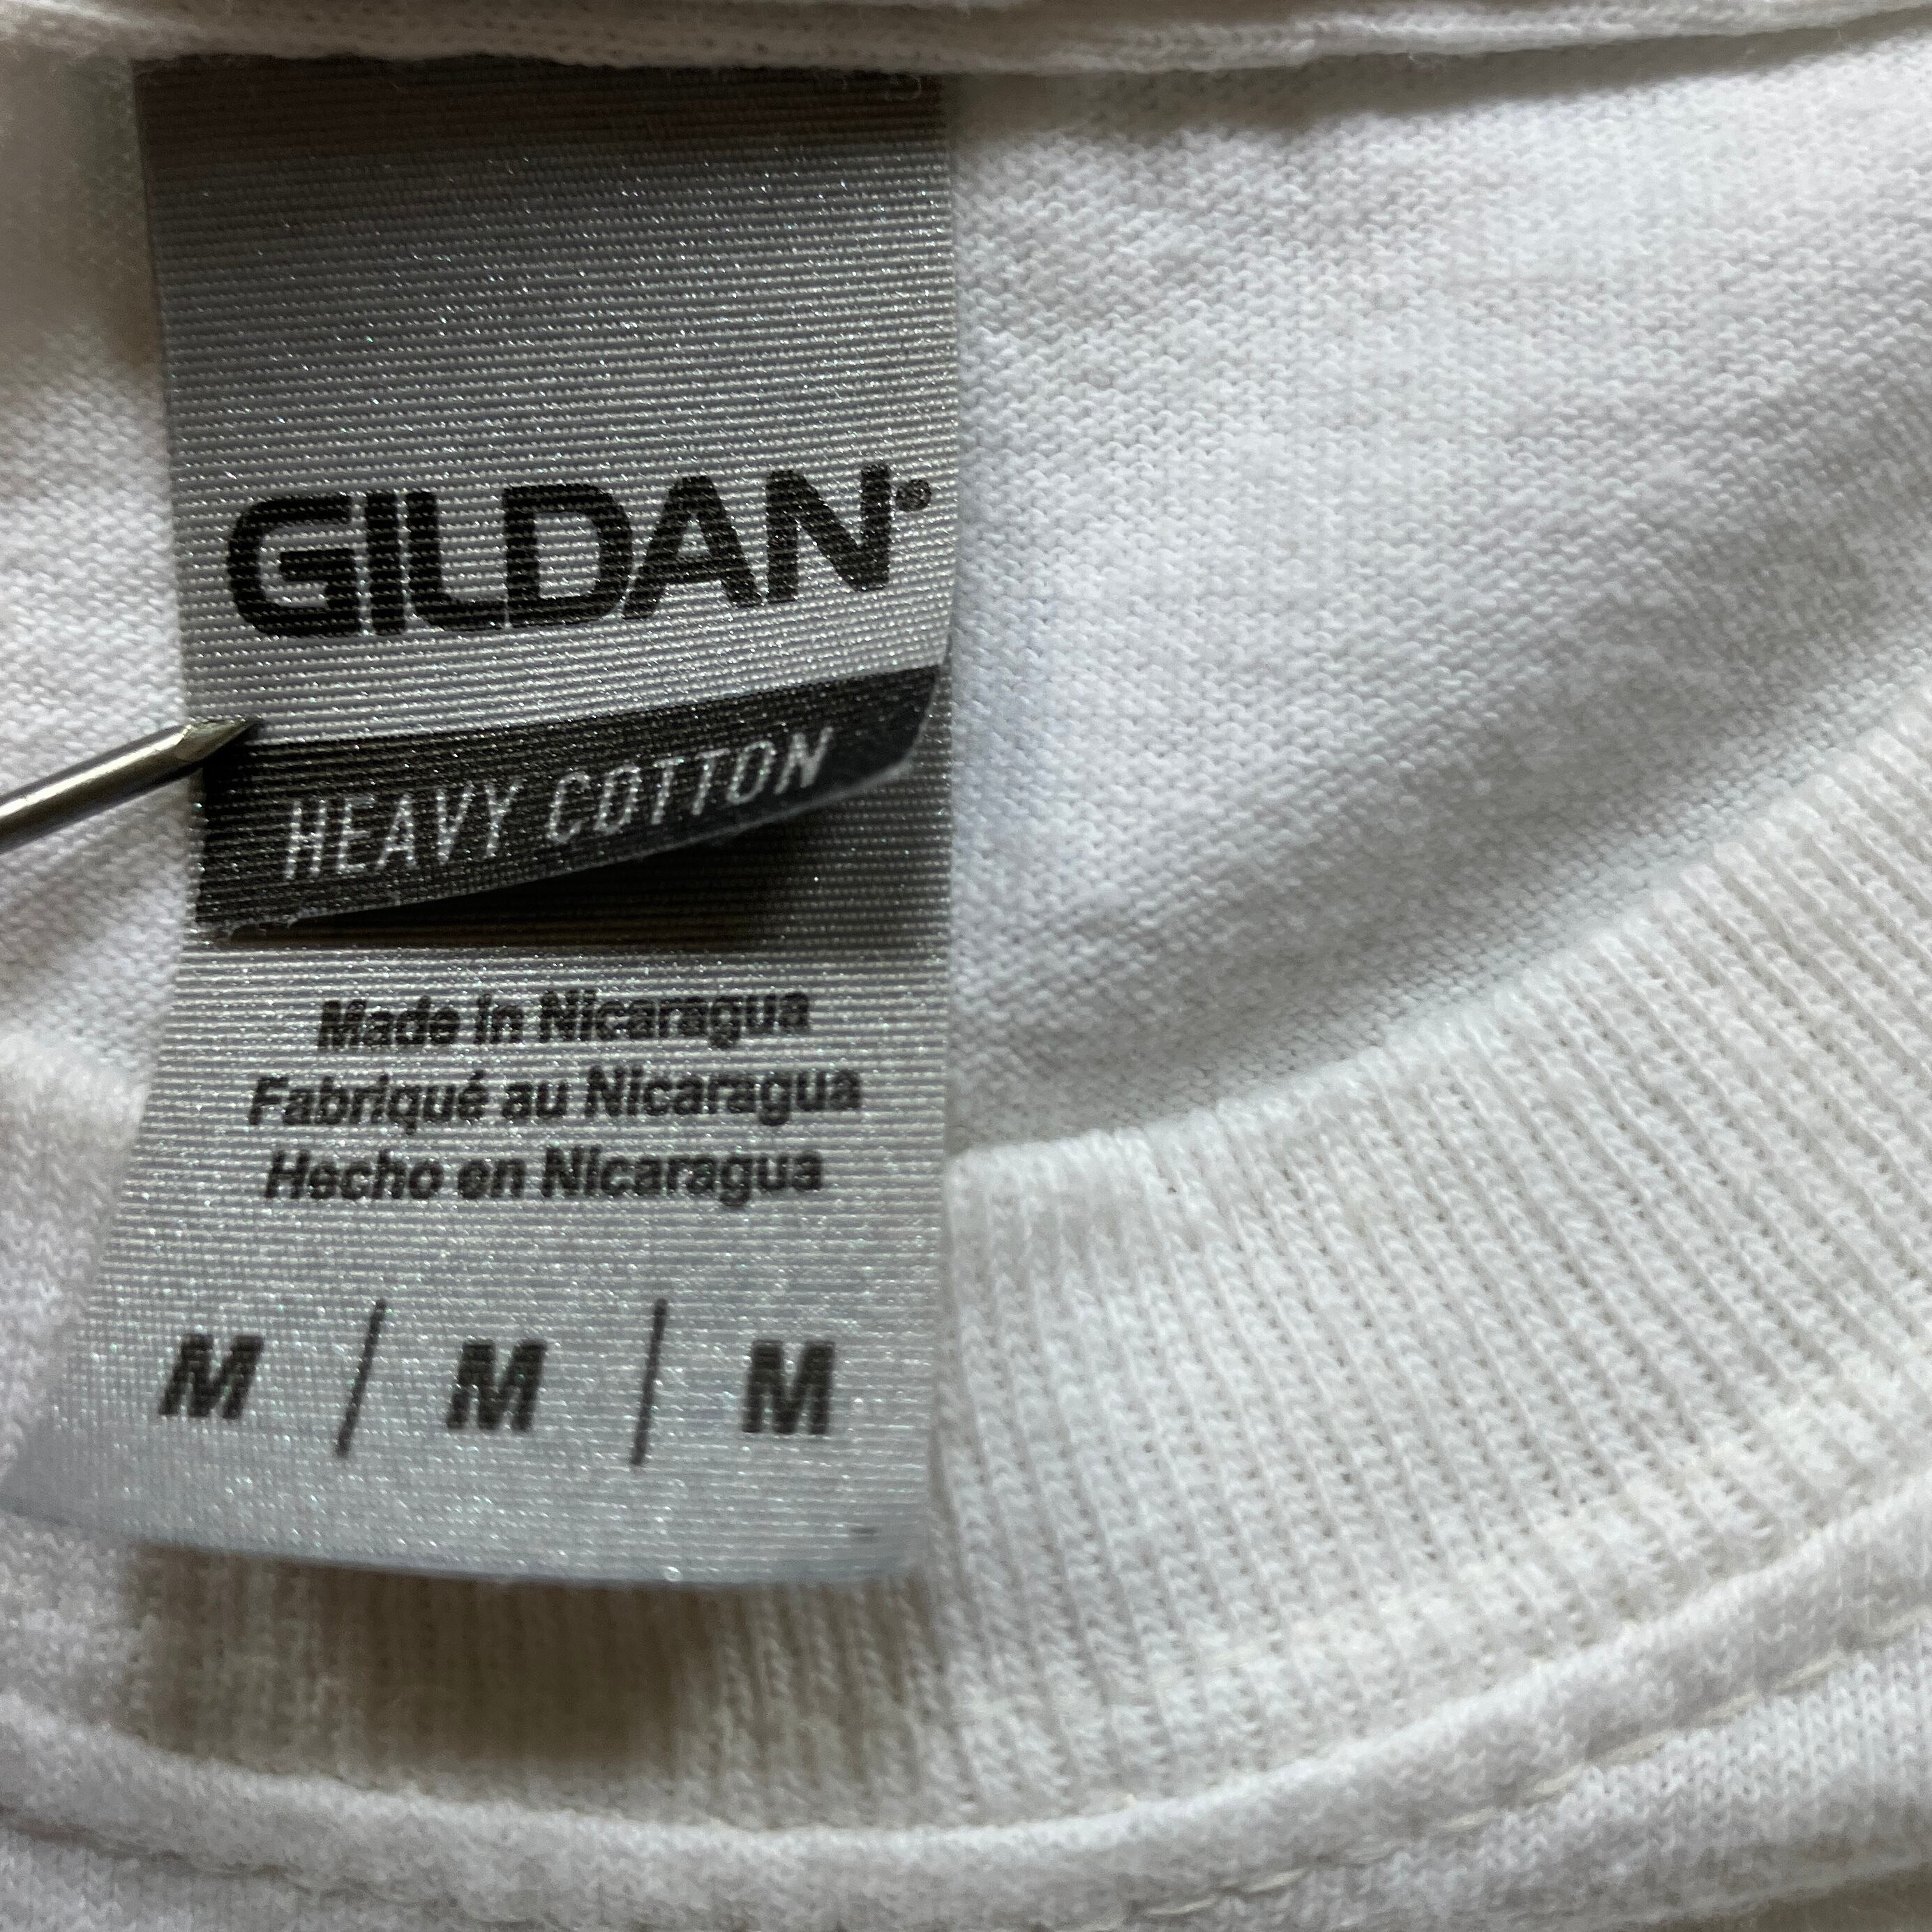 GILDAN®
HEAVY COTTON
Made in Nicaragua
Fabriqué au Nicaragua
Hecho en Nicaragua
M / M / M